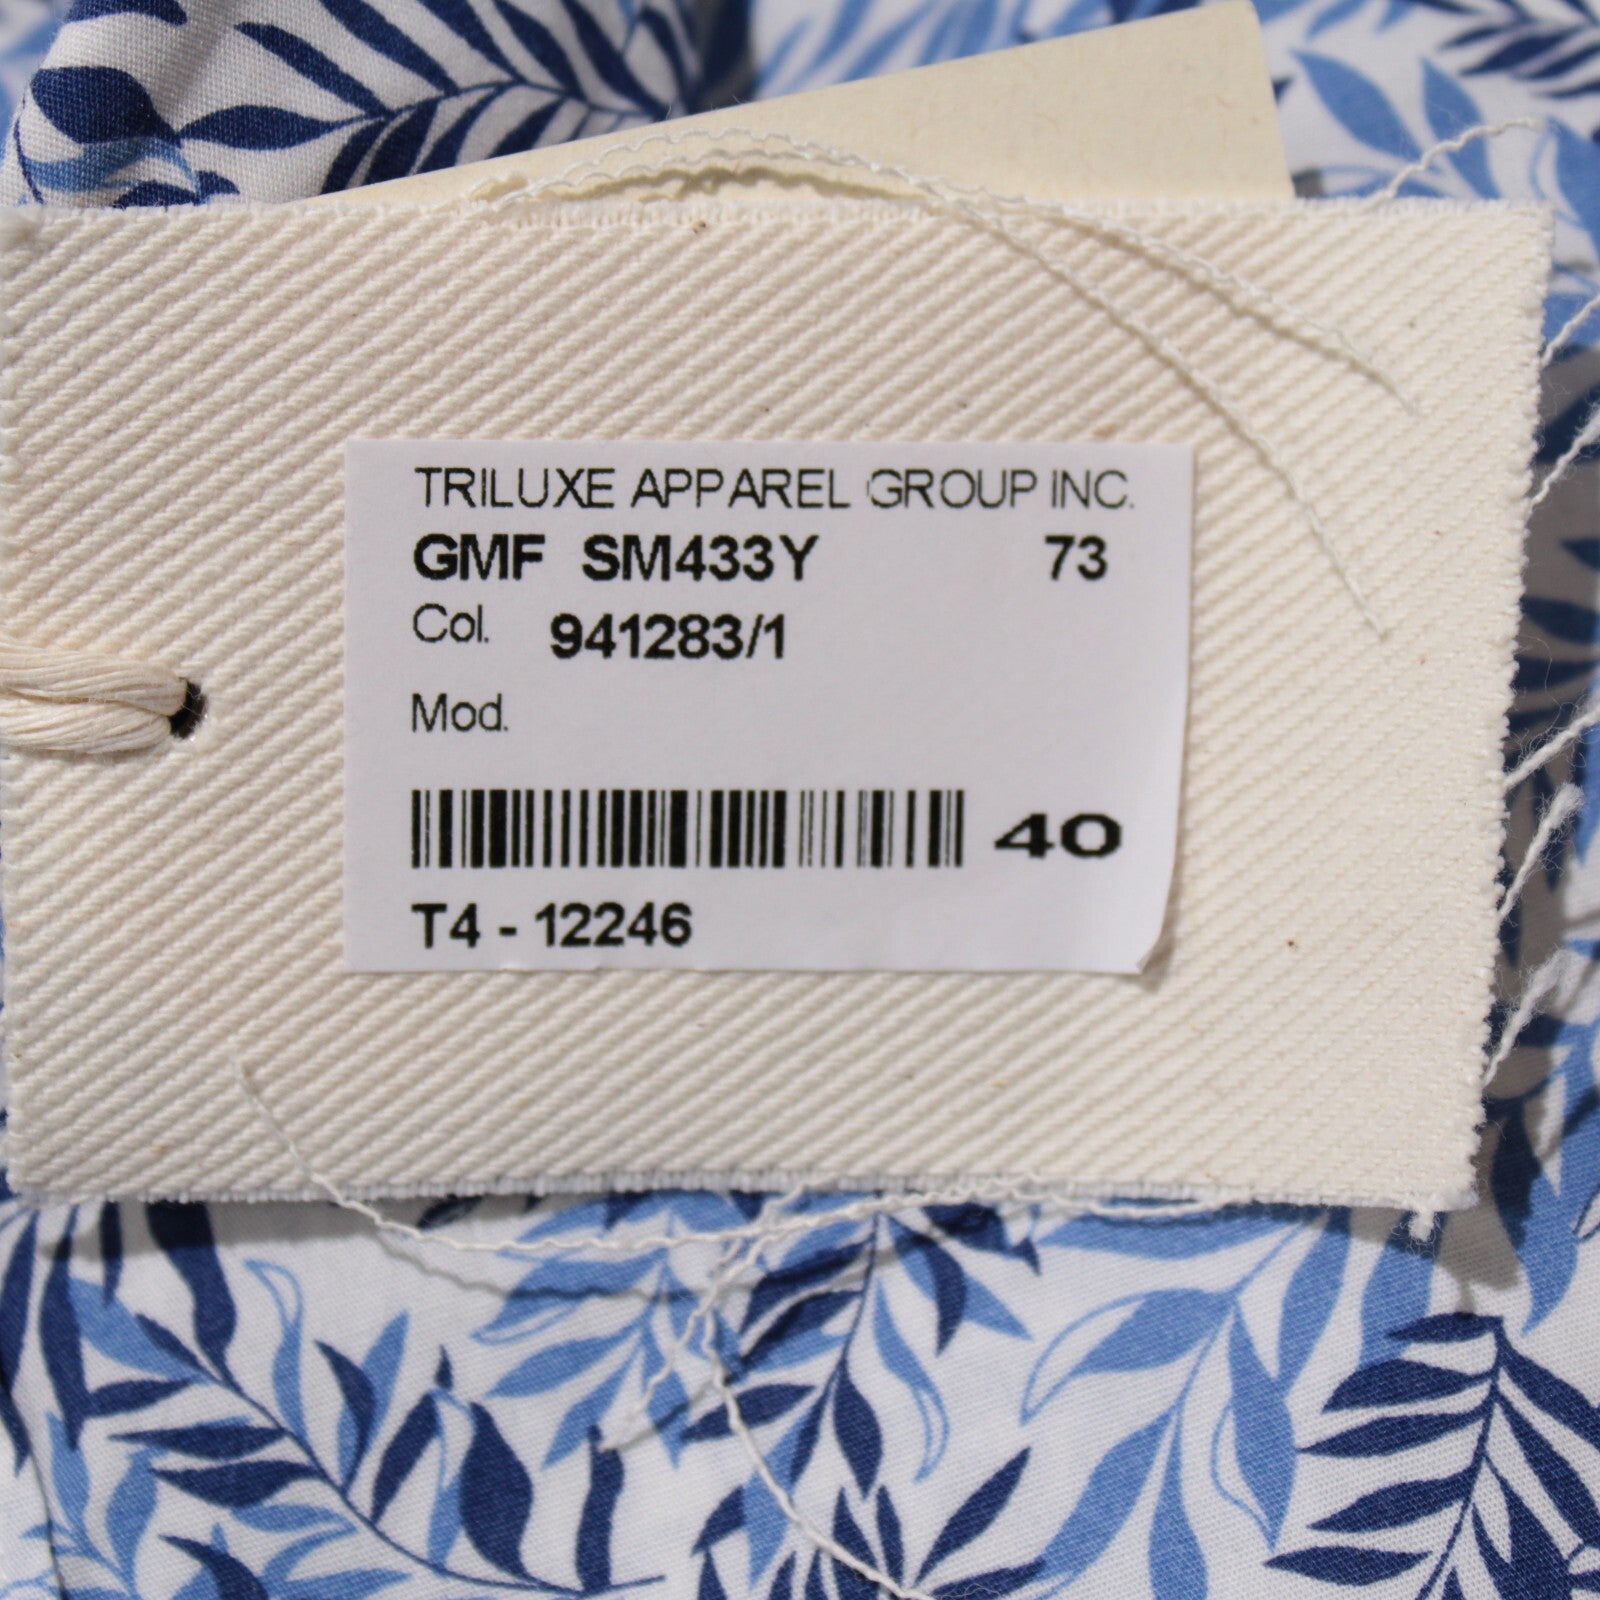 TRILUXE APPAREL GROUP INC.
GMF SM433Y 73
Col. 941283/1
Mod.
40
T4 - 12246